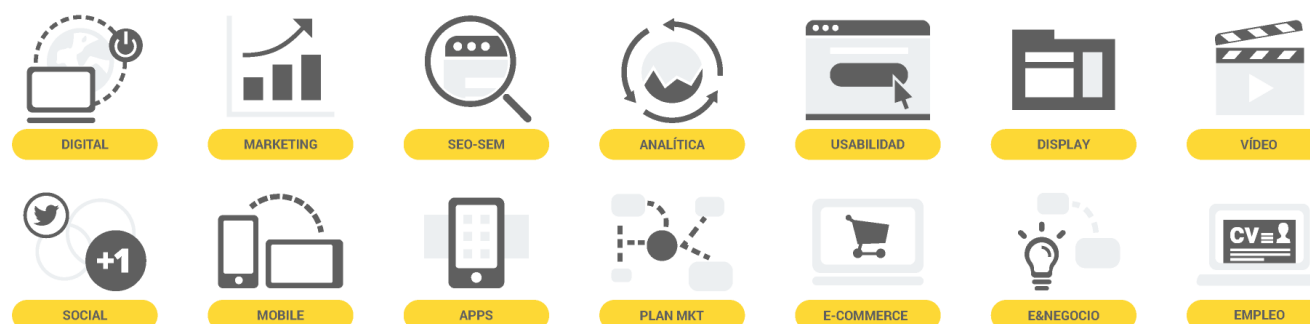 DIGITAL
MARKETING
SEO-SEM
ANALÍTICA
USABILIDAD
DISPLAY
VÍDEO
+1
CV
SOCIAL
MOBILE
APPS
PLAN MKT
E-COMMERCE
E&NEGOCIO
EMPLEO